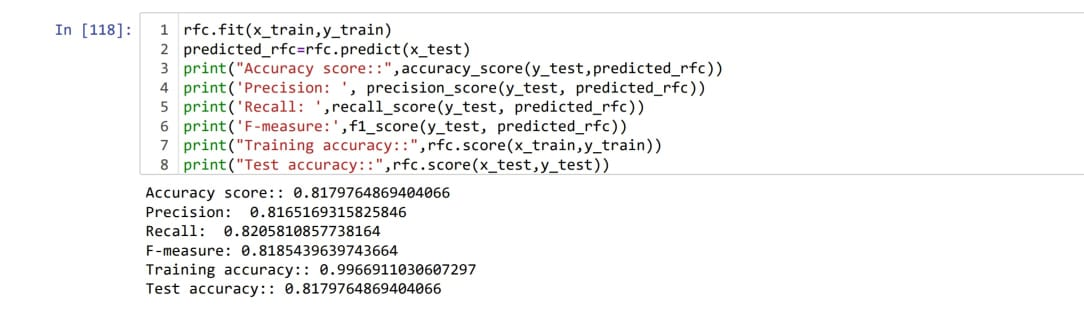 In [118]:
1 rfc.fit(x_train,y_train)
2 predicted_rfc=rfc.predict(x_test)
3 print("Accuracy score::",accuracy_score(y_test,predicted_rfc))
4 print('Precision: ', precision_score(y_test, predicted_rfc))
5 print('Recall: ',recall_score(y_test, predicted_rfc))
6 print('F-measure:',f1_score(y_test, predicted_rfc))
7 print("Training accuracy::",rfc.score(x_train,y_train))
8 print("Test accuracy::",rfc.score(x_test,y_test))
Accuracy score:: 0.8179764869404066
Precision:  0.8165169315825846
Recall:  0.8205810857738164
F-measure: 0.8185439639743664
Training accuracy:: 0.9966911030607297
Test accuracy:: 0.8179764869404066